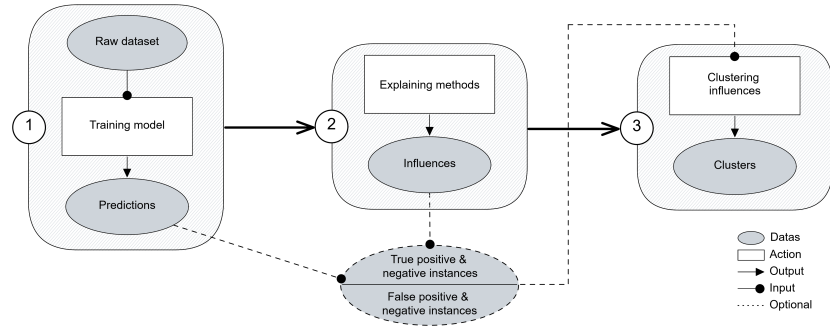 1
Raw dataset
Training model
Predictions
2
Explaining methods
Influences
True positive &
negative instances
False positive &
negative instances
3
Clustering
influences
Clusters
Datas
Action
Output
Input
Optional